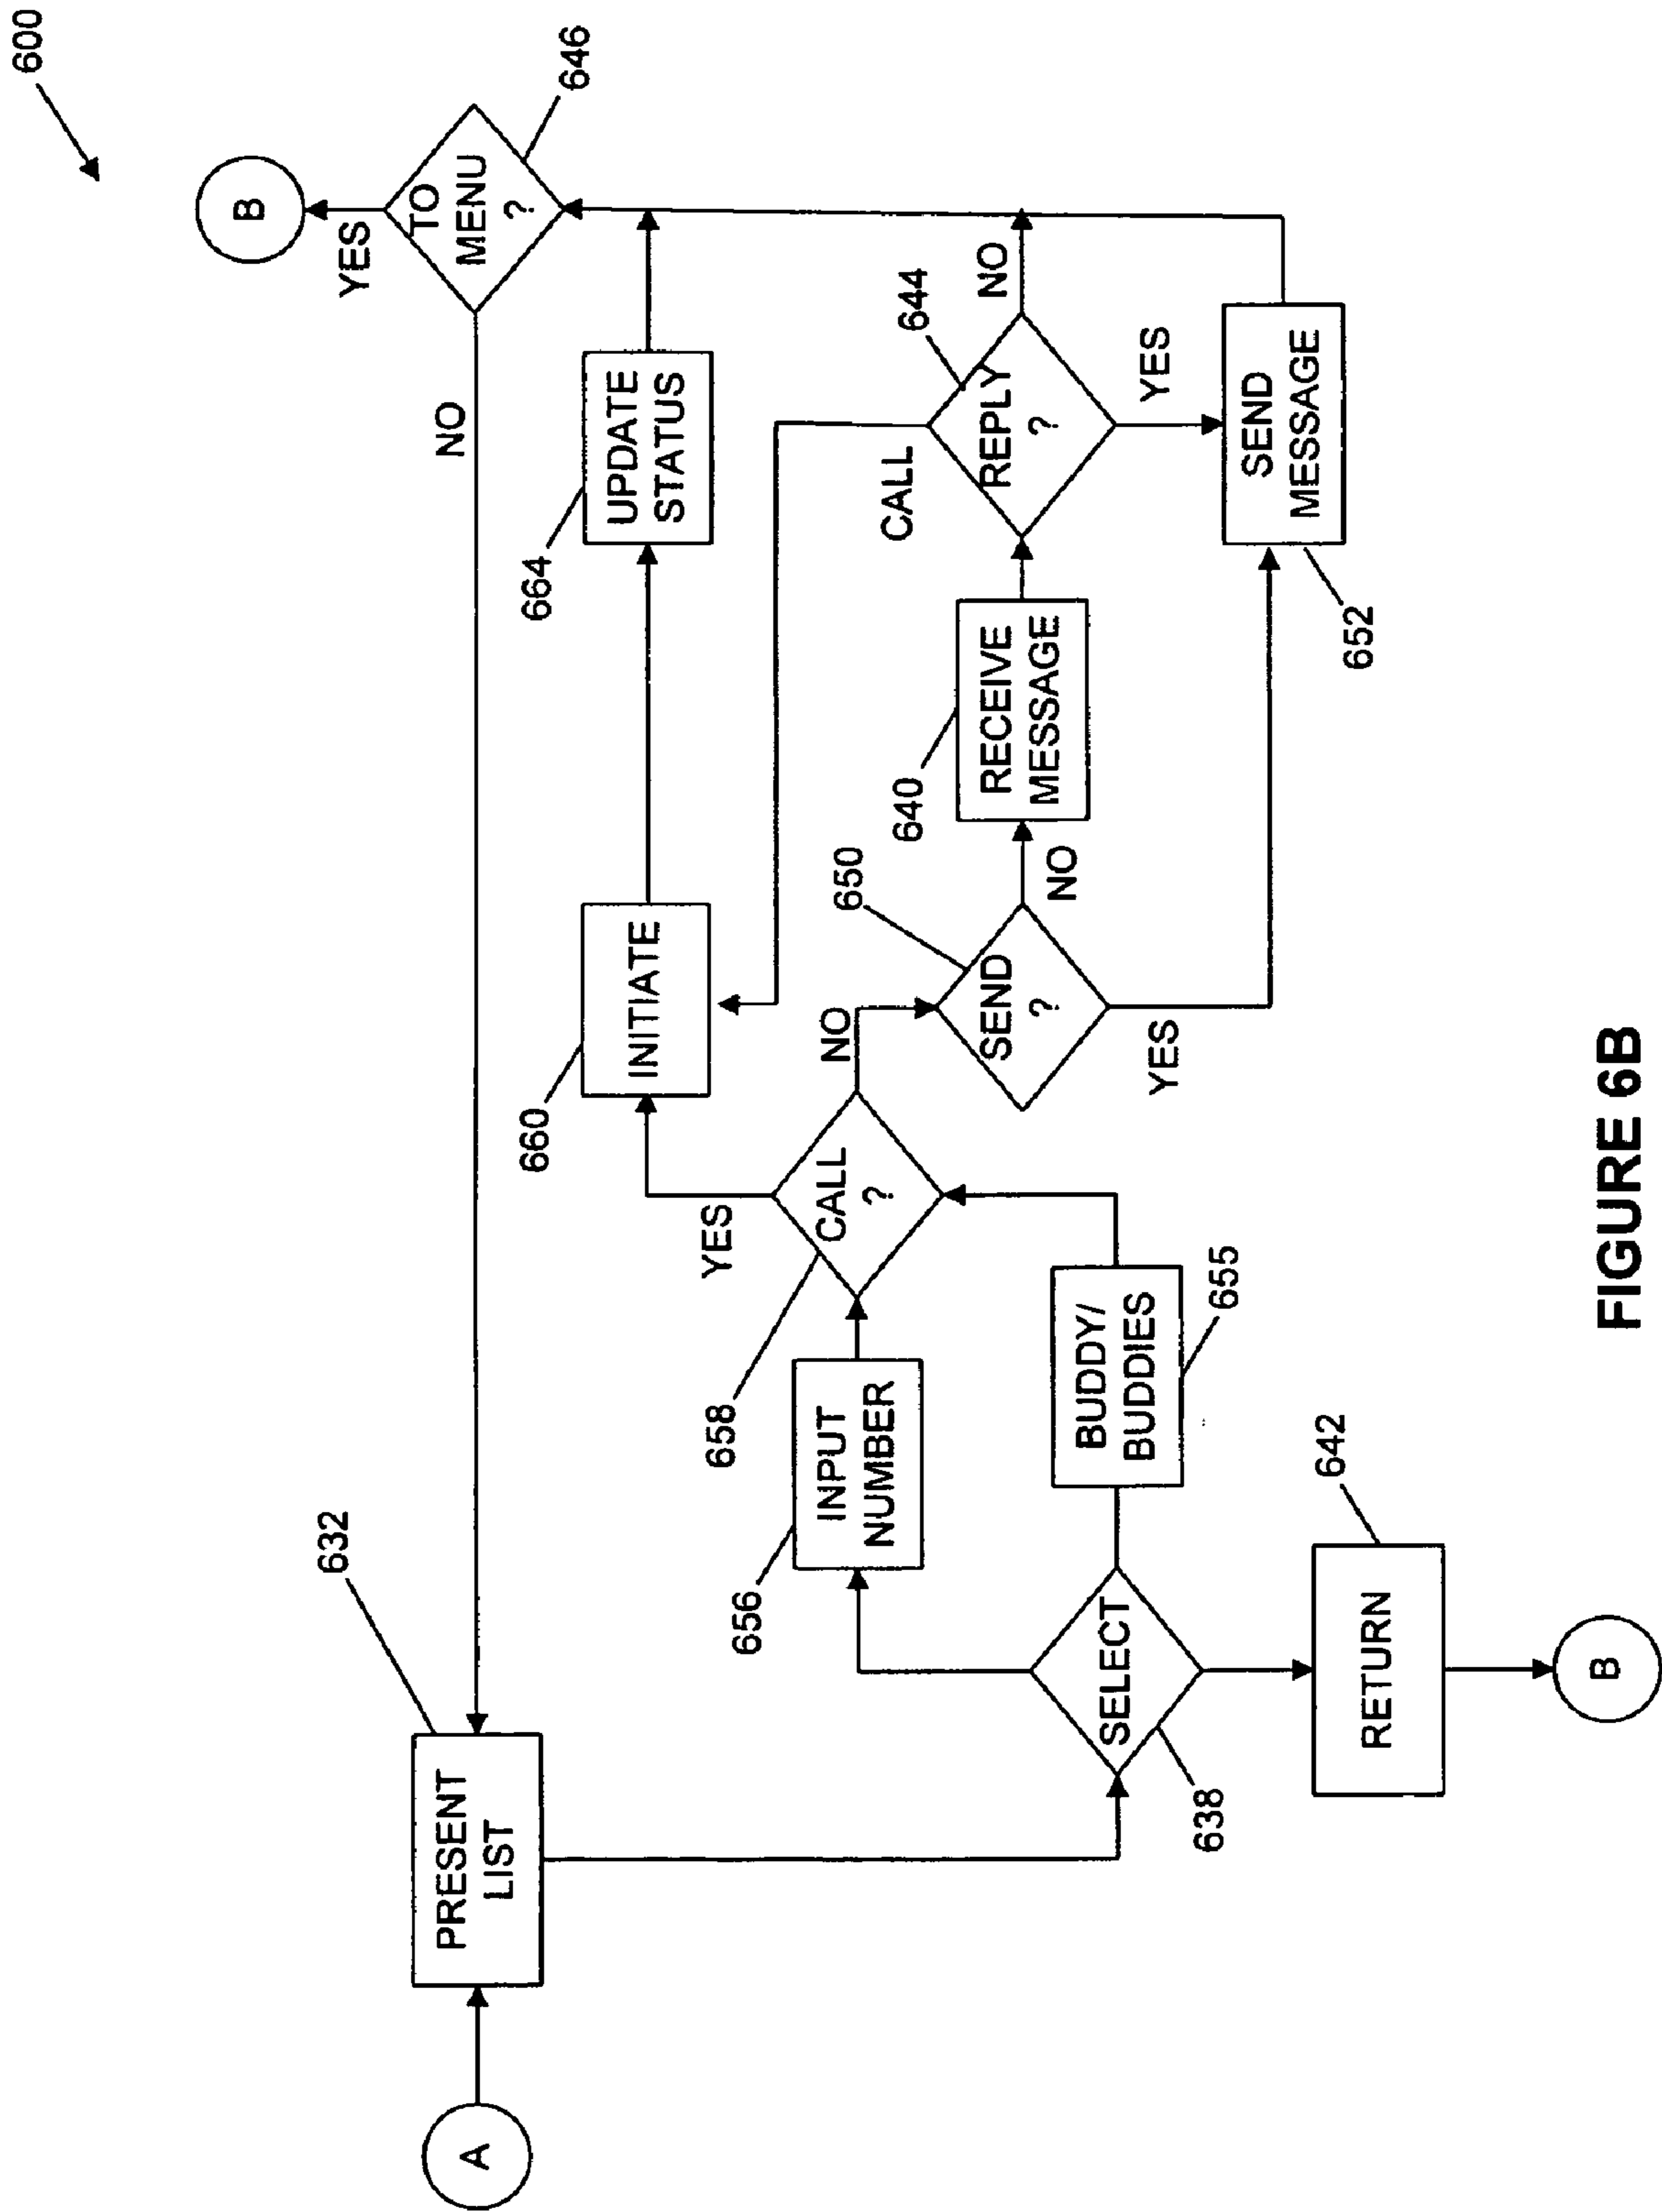 600
B
YES
TO
MENU
?
646
NO
632
PRESENT
LIST
A
664
UPDATE
STATUS
660
INITIATE
CALL
644
REPLY
?
NO
YES
640
RECEIVE
MESSAGE
650
SEND
?
NO
YES
SEND
MESSAGE
652
NO
YES
CALL
?
658
656
INPUT
NUMBER
BUDDY/
BUDDIES
655
SELECT
638
642
RETURN
B
FIGURE 6B